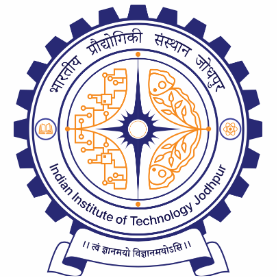 भारतीय प्रौद्योगिकी संस्थान जोधपुर
Indian Institute of Technology Jodhpur
।। त्वं ज्ञानमयो विज्ञानमयोऽसि ।।